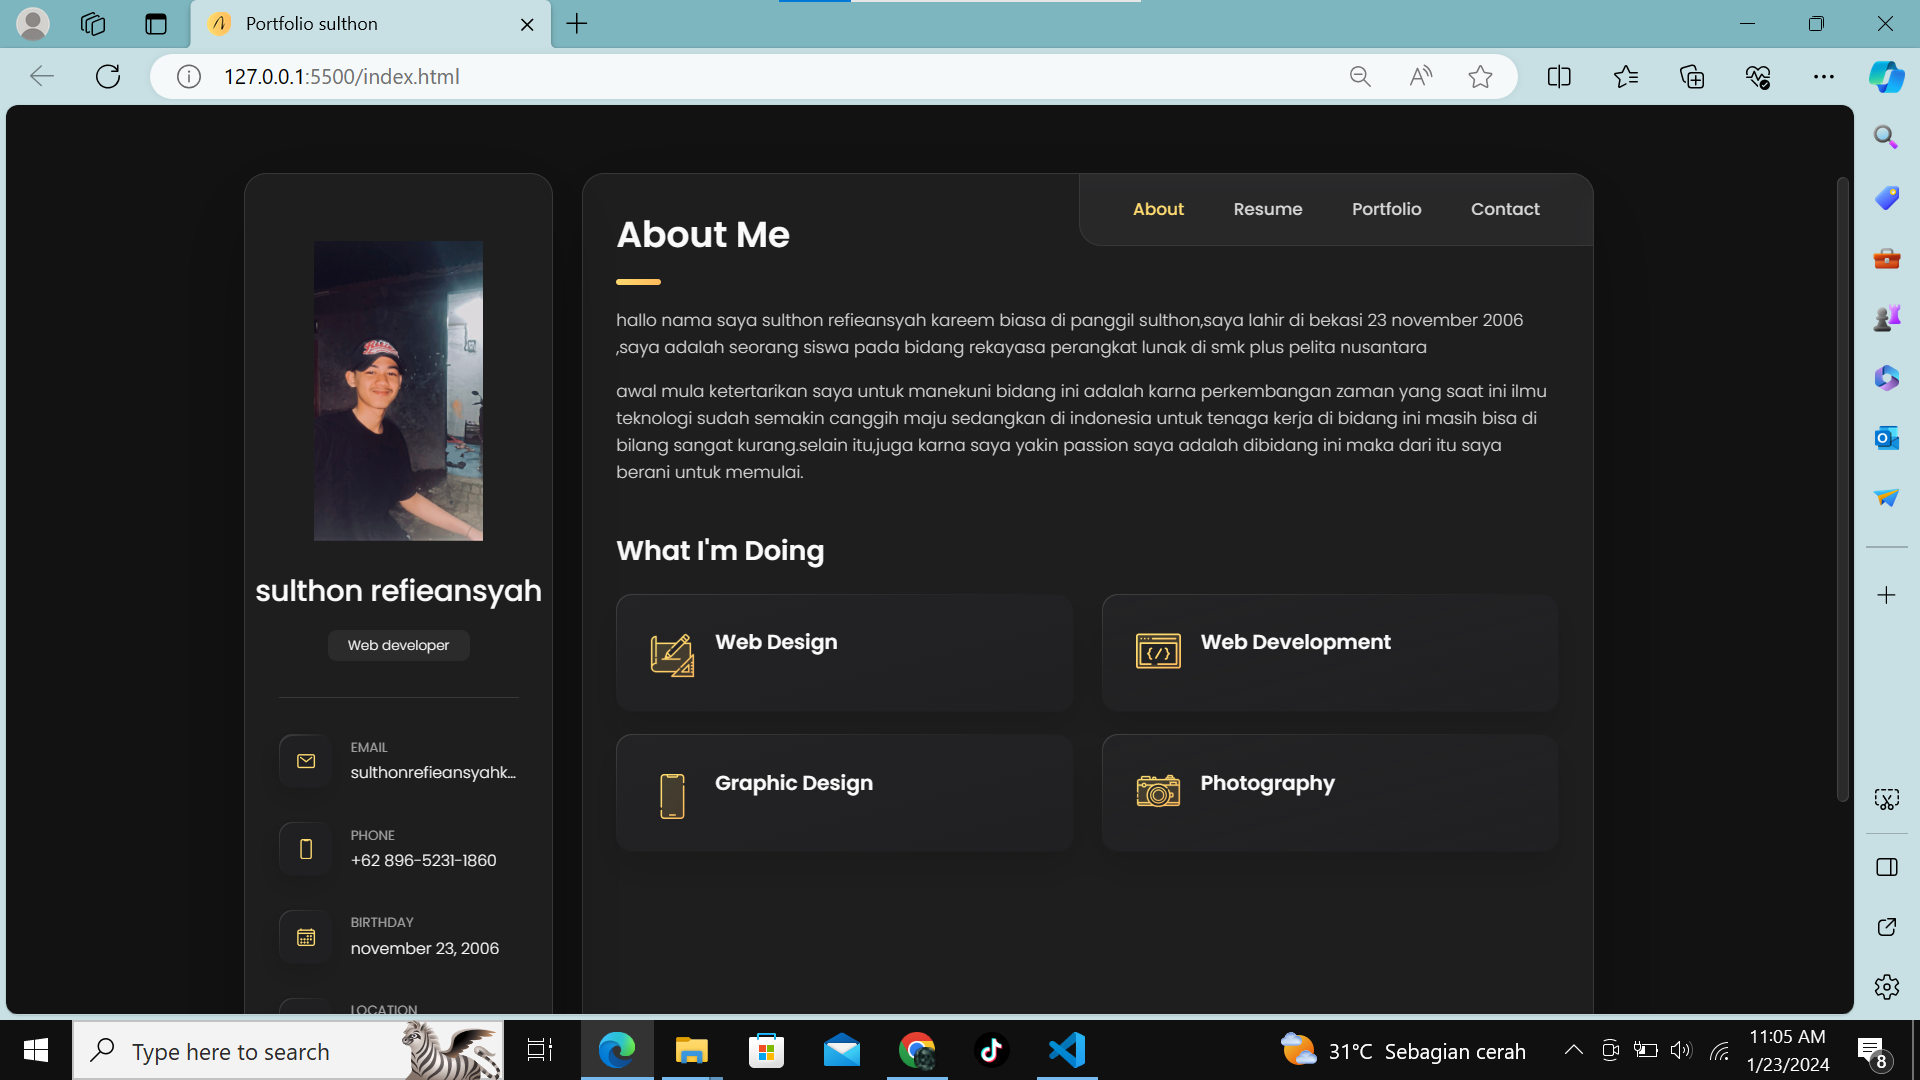 Portfolio sulthon
127.0.0.1:5500/index.html
About
Resume
Portfolio
Contact
About Me
hallo nama saya sulthon refieansyah kareem biasa di panggil sulthon,saya lahir di bekasi 23 november 2006
,saya adalah seorang siswa pada bidang rekayasa perangkat lunak di smk plus pelita nusantara
awal mula ketertarikan saya untuk manekuni bidang ini adalah karna perkembangan zaman yang saat ini ilmu
teknologi sudah semakin canggih maju sedangkan di indonesia untuk tenaga kerja di bidang ini masih bisa di
bilang sangat kurang.selain itu,juga karna saya yakin passion saya adalah dibidang ini maka dari itu saya
berani untuk memulai.
What I'm Doing
Web Design
Web Development
Graphic Design
Photography
sulthon refieansyah
Web developer
EMAIL
sulthonrefieansyahk...
PHONE
+62 896-5231-1860
BIRTHDAY
november 23, 2006
LOCATION
Type here to search
31°C Sebagian cerah
11:05 AM
1/23/2024
8